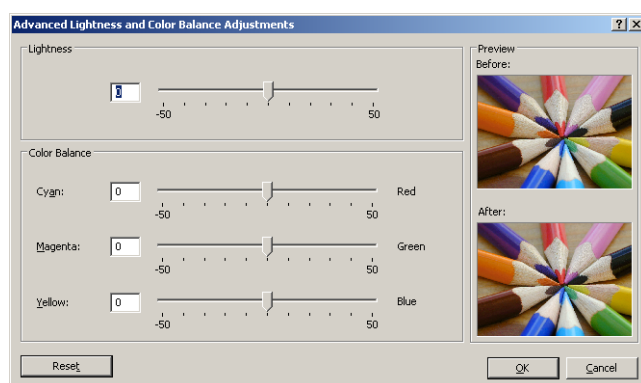 Advanced Lightness and Color Balance Adjustments
Lightness
0
-50
50
Color Balance
Cyan:
0
Red
-50
50
Magenta:
0
Green
-50
50
Yellow:
0
Blue
-50
50
Preview
Before:
After:
Reset
OK
Cancel